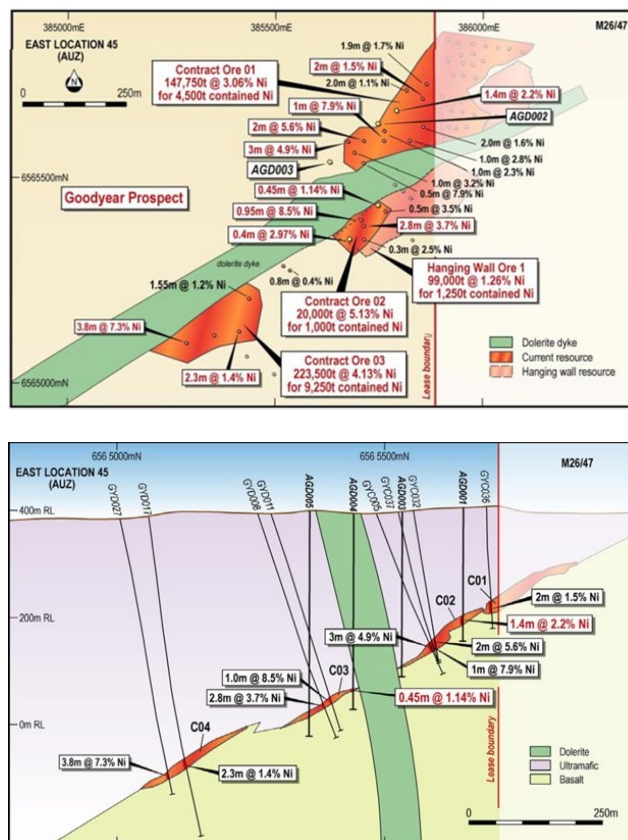 385000mE
385500mE
386000mE
EAST LOCATION 45
(AUZ)
M26/47
N
0
250m
1.9m @ 1.7% Ni
2m @ 1.5% Ni
2.0m @ 1.1% Ni
Contract Ore 01
147,750t @ 3.06% Ni
for 4,500t contained Ni
1.4m @ 2.2% Ni
1m @ 7.9% Ni
AGD002
2m @ 5.6% Ni
3m @ 4.9% Ni
2.0m @ 1.6% Ni
1.0m @ 2.8% Ni
1.0m @ 2.3% Ni
AGD003
6565500mN
1.0m @ 3.2% Ni
0.5m @ 7.9% Ni
Goodyear Prospect
0.45m @ 1.14% Ni
0.5m @ 3.5% Ni
0.95m @ 8.5% Ni
2.8m @ 3.7% Ni
0.4m @ 2.97% Ni
0.3m @ 2.5% Ni
dolerite dyke
0.8m @ 0.4% Ni
Hanging Wall Ore 1
99,000t @ 1.26% Ni
for 1,250t contained Ni
1.55m @ 1.2% Ni
Contract Ore 02
20,000t @ 5.13% Ni
for 1,000t contained Ni
3.8m @ 7.3% Ni
Lease boundary
Dolerite dyke
Current resource
Hanging wall resource
2.3m @ 1.4% Ni
Contract Ore 03
223,500t @ 4.13% Ni
for 9,250t contained Ni
6565000mN
656 5000mN
656 5500mN
EAST LOCATION 45
(AUZ)
M26/47
GYD027
GYD017
GYD008
GYD011
AGD005
AGD004
GYC005
GYC037
AGD003
GYC032
AGD001
GYC036
400m RL
C01
C02
2m @ 1.5% Ni
200m RL
1.4m @ 2.2% Ni
3m @ 4.9% Ni
2m @ 5.6% Ni
1m @ 7.9% Ni
C03
1.0m @ 8.5% Ni
2.8m @ 3.7% Ni
0.45m @ 1.14% Ni
0m RL
C04
3.8m @ 7.3% Ni
2.3m @ 1.4% Ni
Lease boundary
Dolerite
Ultramafic
Basalt
0
250m